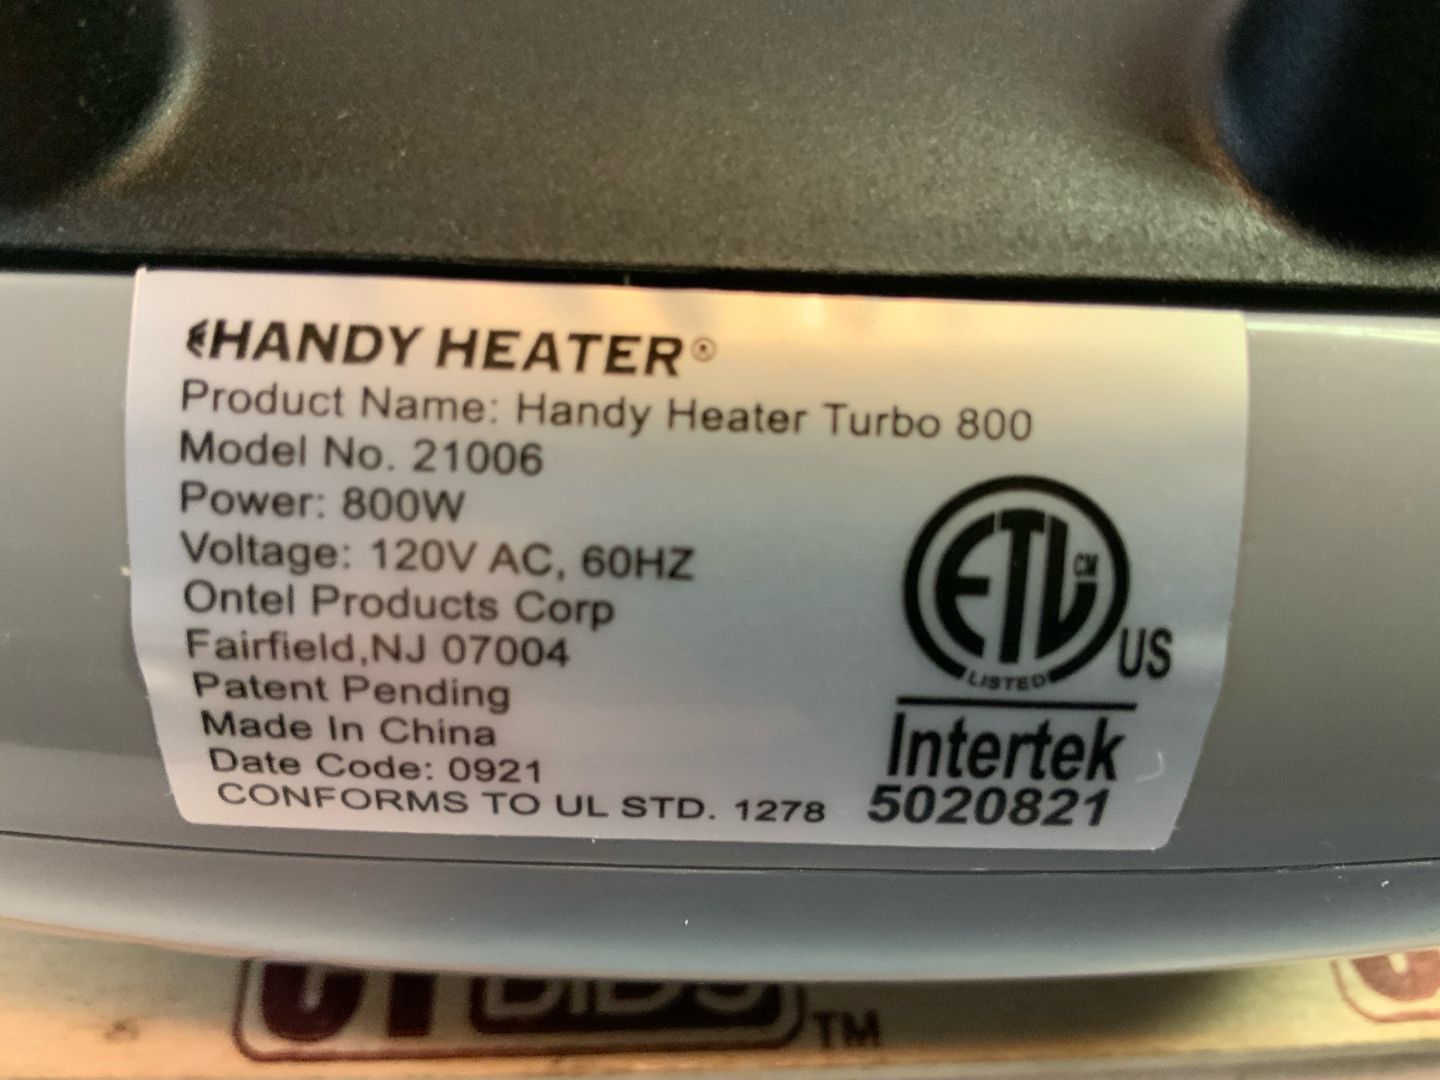 HANDY HEATER®
Product Name: Handy Heater Turbo 800
Model No. 21006
Power: 800W
Voltage: 120V AC, 60HZ
Ontel Products Corp
Fairfield,NJ 07004
Patent Pending
Made In China
Date Code: 0921
CONFORMS TO UL STD. 1278
ETL CM
LISTED
US
Intertek
5020821
TM